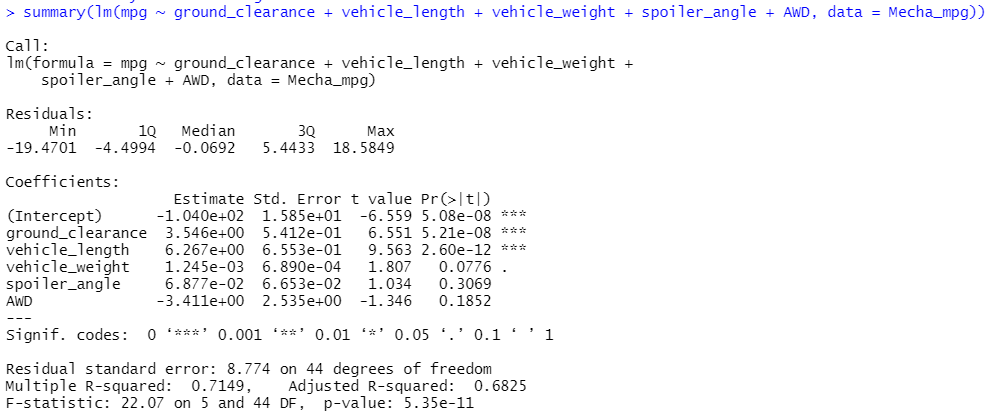 > summary(lm(mpg ~ ground_clearance + vehicle_length + vehicle_weight + spoiler_angle + AWD, data = Mecha_mpg))
Call:
lm(formula = mpg ~ ground_clearance + vehicle_length + vehicle_weight +
    spoiler_angle + AWD, data = Mecha_mpg)
Residuals:
     Min       1Q   Median       3Q      Max
-19.4701  -4.4994  -0.0692   5.4433  18.5849
Coefficients:
                   Estimate Std. Error t value Pr(>|t|)
(Intercept)      -1.040e+02  1.585e+01  -6.559 5.08e-08 ***
ground_clearance  3.546e+00  5.412e-01   6.551 5.21e-08 ***
vehicle_length    6.267e+00  6.553e-01   9.563 2.60e-12 ***
vehicle_weight    1.245e-03  6.890e-04   1.807   0.0776 .
spoiler_angle     6.877e-02  6.653e-02   1.034   0.3069
AWD              -3.411e+00  2.535e+00  -1.346   0.1852
---
Signif. codes:  0 ‘***’ 0.001 ‘**’ 0.01 ‘*’ 0.05 ‘.’ 0.1 ‘ ’ 1
Residual standard error: 8.774 on 44 degrees of freedom
Multiple R-squared:  0.7149,    Adjusted R-squared:  0.6825
F-statistic: 22.07 on 5 and 44 DF,  p-value: 5.35e-11